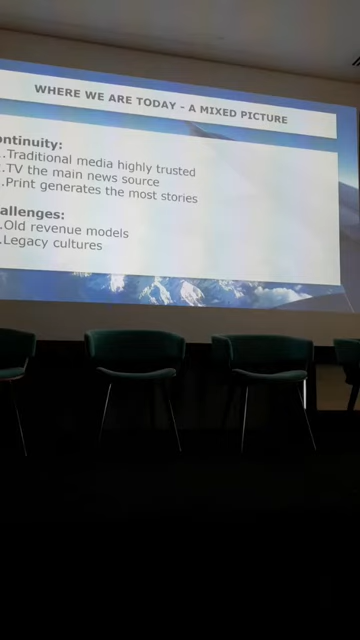 WHERE WE ARE TODAY - A MIXED PICTURE
ontinuity:
..Traditional media highly trusted
.TV the main news source
..Print generates the most stories
allenges:
.Old revenue models
.Legacy cultures